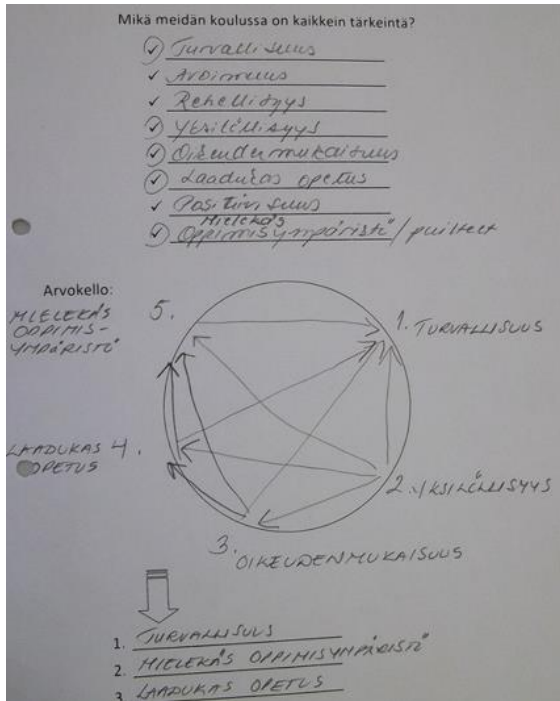 Mikä meidän koulussa on kaikkein tärkeintä?
✓ Turvallisuus
✓ Avoimuus
✓ Rehellisyys
✓ Yksilöllisyys
✓ Oikeudenmukaisuus
✓ Laadukas opetus
✓ Positiivisuus
Mielekäs
✓ Oppimisympäristö / puitteet
Arvokello:
MIELEKÄS
OPPIMIS-
YMPÄRISTÖ
5.
1. TURVALLISUUS
LAADUKAS 4.
OPETUS
2. YKSILÖLLISYYS
3. OIKEUDENMUKAISUUS
1. TURVALLISUUS
2. MIELEKÄS OPPIMISYMPÄRISTÖ
3. LAADUKAS OPETUS